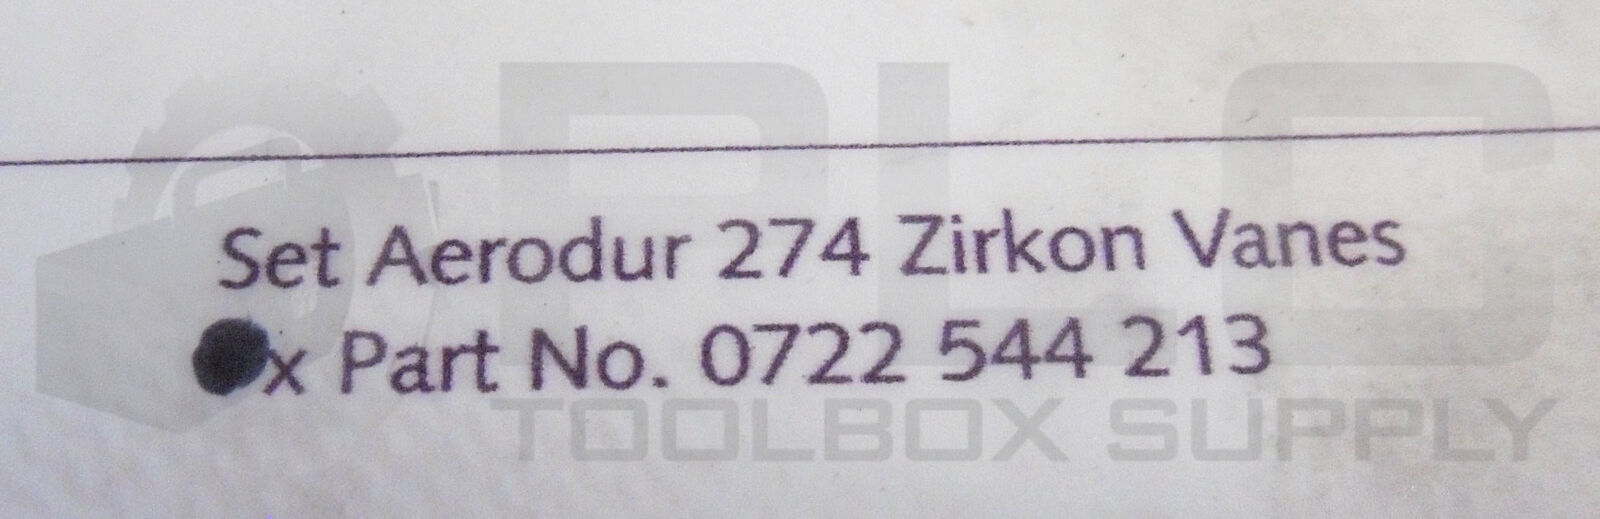 Set Aerodur 274 Zirkon Vanes
x Part No. 0722 544 213
PLC
TOOLBOX SUPPLY